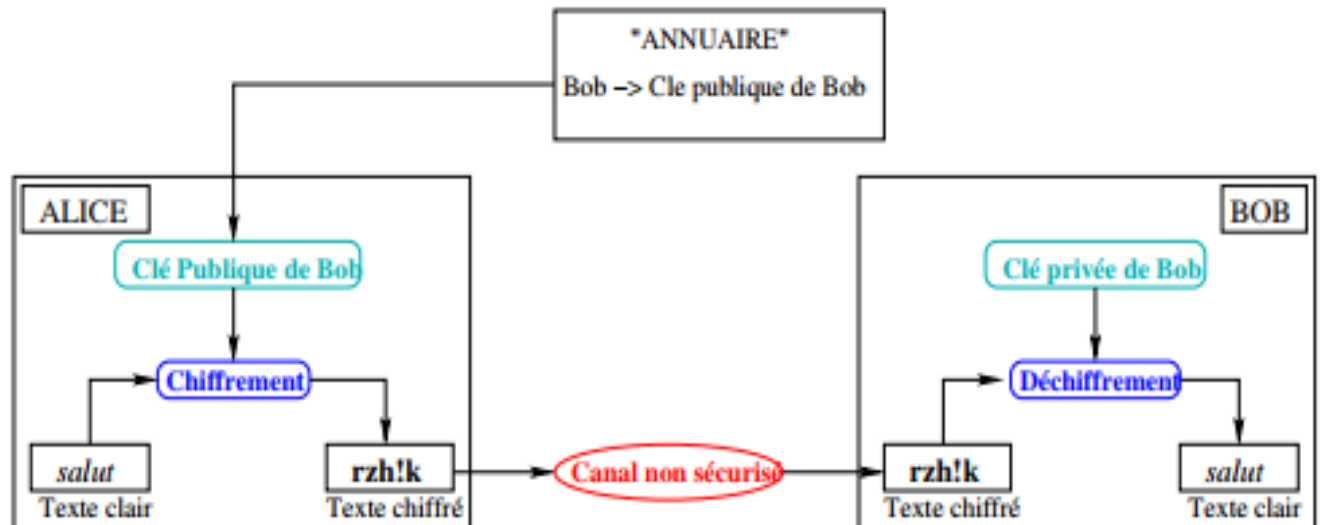 "ANNUAIRE"
Bob −> Cle publique de Bob
ALICE
BOB
Clé Publique de Bob
Clé privée de Bob
Chiffrement
Déchiffrement
salut
rzh!k
Canal non sécurisé
rzh!k
salut
Texte clair
Texte chiffré
Texte chiffré
Texte clair